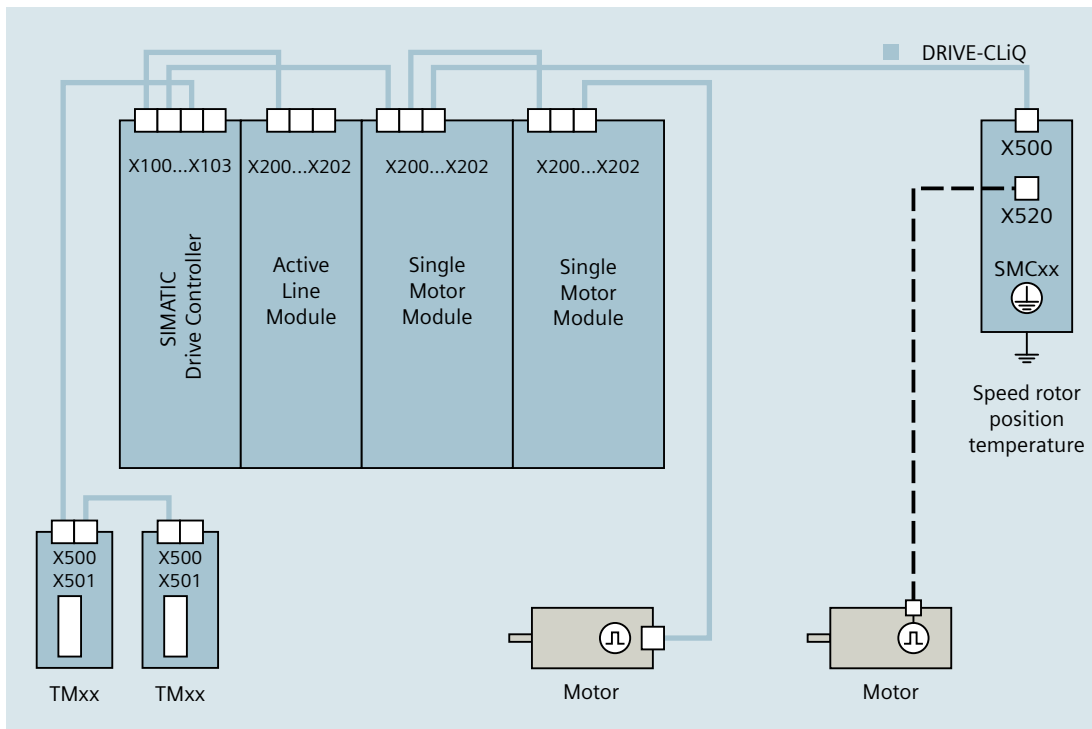 DRIVE-CLiQ
X100...X103
X200...X202
X200...X202
X200...X202
SIMATIC
Drive Controller
Active
Line
Module
Single
Motor
Module
Single
Motor
Module
X500
X520
SMCxx
Speed rotor
position
temperature
X500
X501
TMxx
X500
X501
TMxx
Motor
Motor